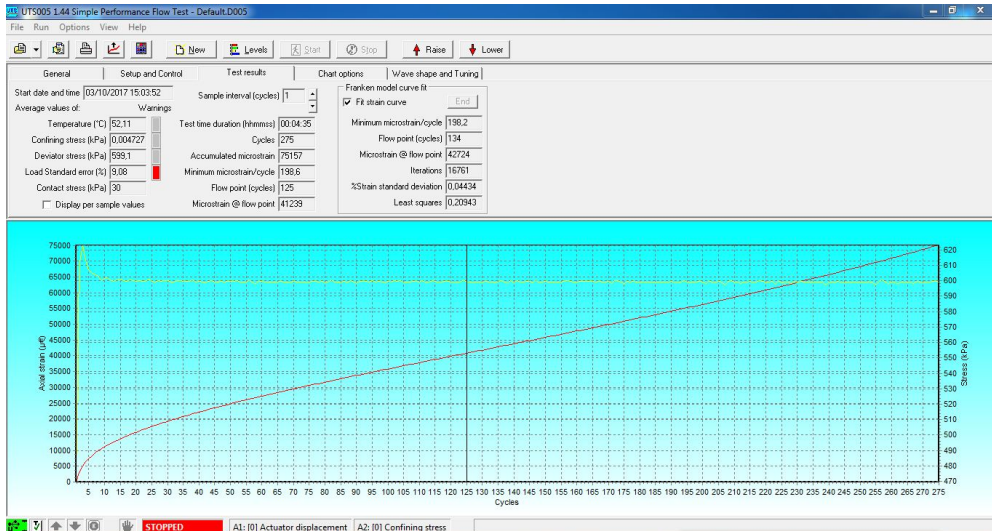 UTS005 1.44 Simple Performance Flow Test - Default.D005
File Run Options View Help
New Levels Start Stop Raise Lower
General Setup and Control Test results Chart options Wave shape and Tuning
Start date and time 03/10/2017 15:03:52 Sample interval (cycles) 1 Franken model curve fit
Average values of: Warnings Fit strain curve End
Temperature (°C) 52,11 Test time duration (hhmmss) 00:04:35 Minimum microstrain/cycle 198,2
Confining stress (kPa) 0,004727 Cycles 275 Flow point (cycles) 134
Deviator stress (kPa) 599,1 Accumulated microstrain 75157 Microstrain @ flow point 42724
Load Standard error (%) 9,08 Minimum microstrain/cycle 198,6 Iterations 16761
Contact stress (kPa) 30 Flow point (cycles) 125 %Strain standard deviation 0,04434
Display per sample values Microstrain @ flow point 41239 Least squares 0,20943
75000 620
70000 610
65000 600
60000 590
55000 580
50000 570
45000 560
40000 550
35000 540
30000 530
25000 520
20000 510
15000 500
10000 490
5000 480
0 470
Axial strain (µε)
Stress (kPa)
5 10 15 20 25 30 35 40 45 50 55 60 65 70 75 80 85 90 95 100 105 110 115 120 125 130 135 140 145 150 155 160 165 170 175 180 185 190 195 200 205 210 215 220 225 230 235 240 245 250 255 260 265 270 275
Cycles
STOPPED A1: [0] Actuator displacement A2: [0] Confining stress